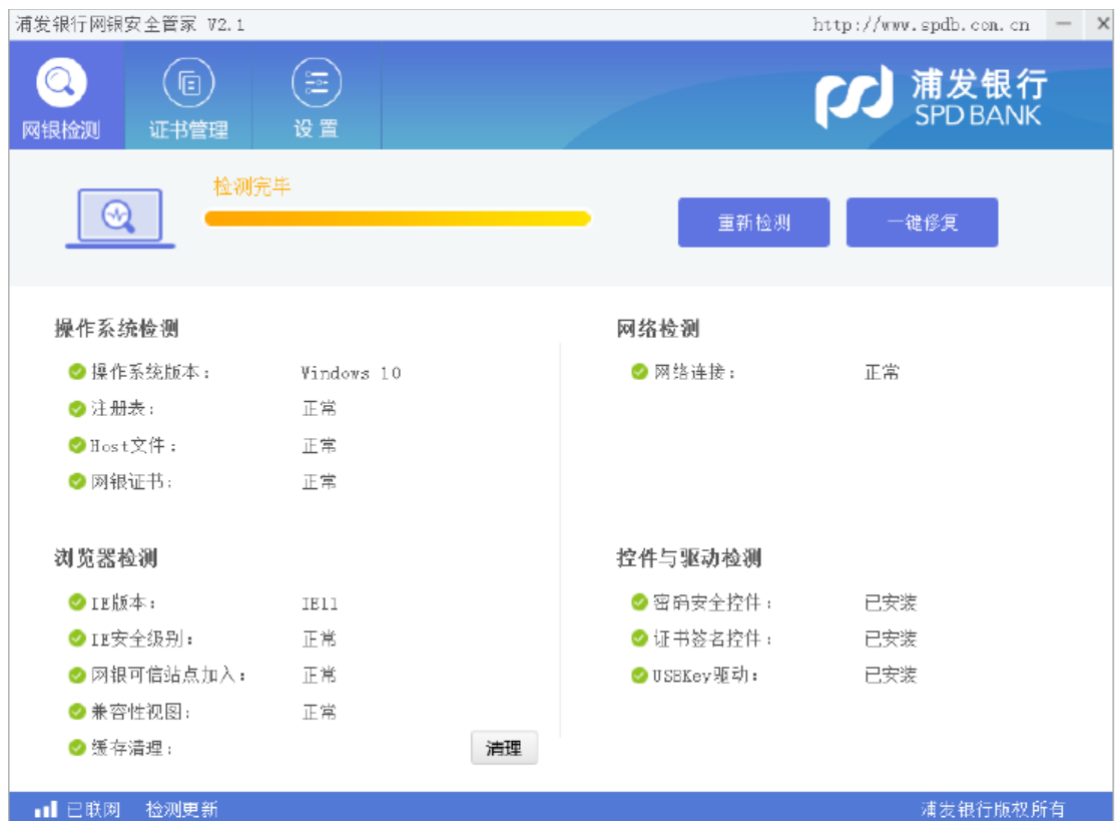 浦发银行网银安全管家 V2.1 http://www.spdb.com.cn
网银检测 证书管理 设置 浦发银行
SPD BANK
检测完毕
重新检测 一键修复
操作系统检测 网络检测
操作系统版本： Windows 10 网络连接： 正常
注册表： 正常
Host文件： 正常
网银证书： 正常
浏览器检测 控件与驱动检测
IE版本： IE11 密码安全控件： 已安装
IE安全级别： 正常 证书签名控件： 已安装
网银可信站点加入： 正常 USBKey驱动： 已安装
兼容性视图： 正常
缓存清理： 清理
已联网 检测更新 浦发银行版权所有